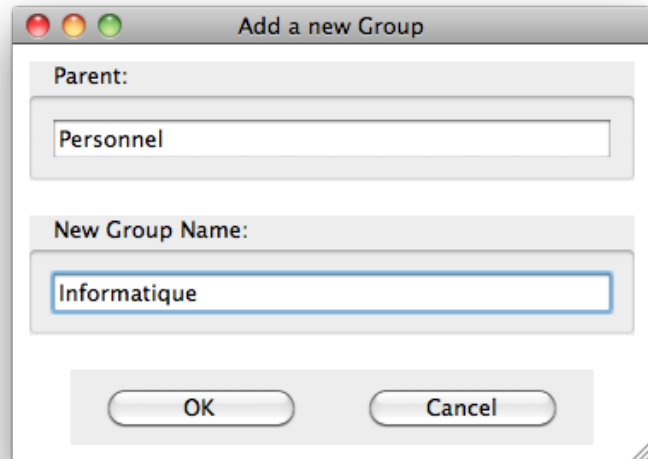 Add a new Group
Parent:
Personnel
New Group Name:
Informatique
OK Cancel